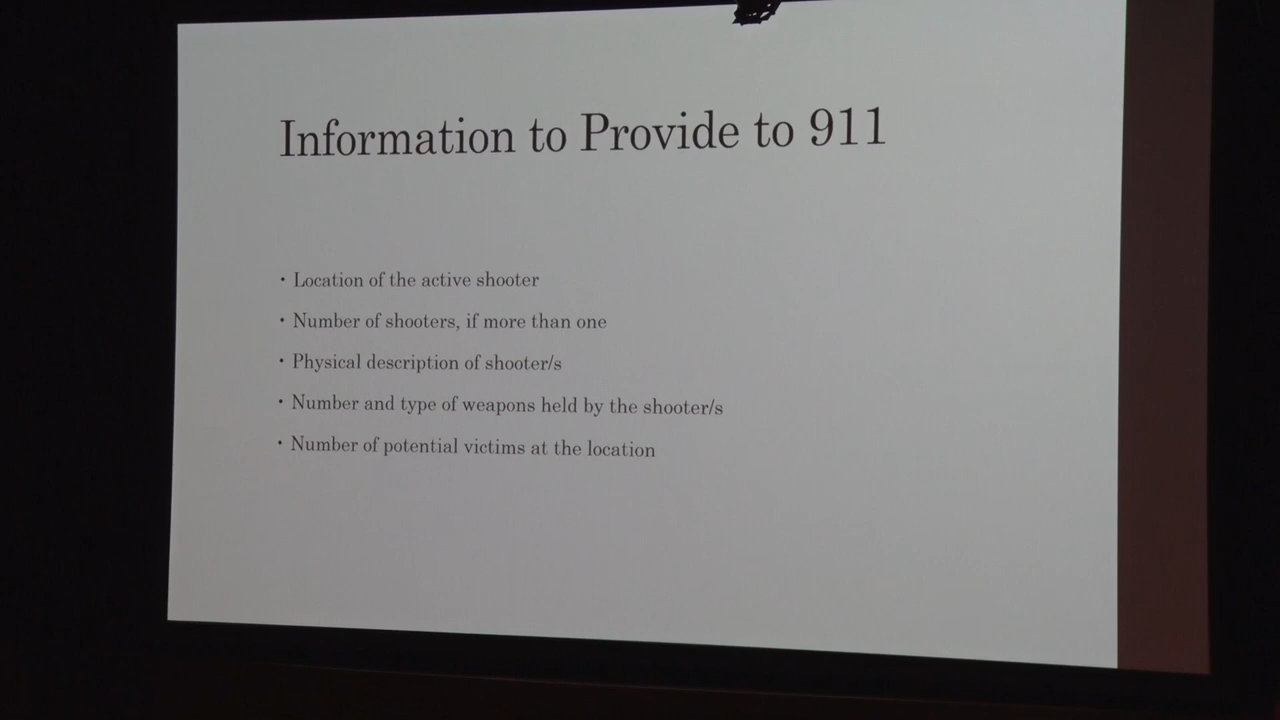 Information to Provide to 911
• Location of the active shooter
• Number of shooters, if more than one
• Physical description of shooter/s
• Number and type of weapons held by the shooter/s
• Number of potential victims at the location